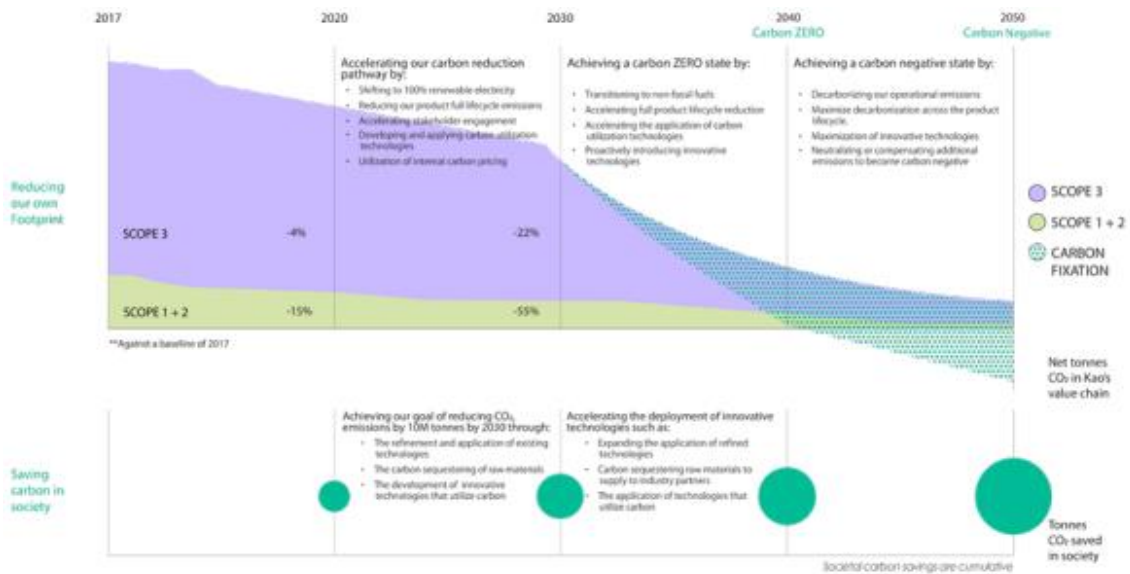 2017 2020 2030 2040 2050
Carbon ZERO Carbon Negative
Accelerating our carbon reduction
pathway by:
• Shifting to 100% renewable electricity
• Reducing our product full lifecycle emissions
• Accelerating stakeholder engagement
• Developing and applying carbon utilization
technologies
• Utilization of internal carbon pricing
Achieving a carbon ZERO state by:
• Transitioning to non-fossil fuels
• Accelerating full product lifecycle reduction
• Accelerating the application of carbon
utilization technologies
• Proactively introducing innovative
technologies
Achieving a carbon negative state by:
• Decarbonizing our operational emissions
• Maximize decarbonization across the product
lifecycle.
• Maximization of innovative technologies
• Neutralizing or compensating additional
emissions to become carbon negative
Reducing
our own
Footprint
SCOPE 3 -4% -22%
SCOPE 1 + 2 -15% -55%
SCOPE 3
SCOPE 1 + 2
CARBON
FIXATION
**Against a baseline of 2017
Net tonnes
CO₂ in Kao's
value chain
Saving
carbon in
society
Achieving our goal of reducing CO₂
emissions by 10M tonnes by 2030 through:
• The refinement and application of existing
technologies
• The carbon sequestering of raw materials
• The development of innovative
technologies that utilize carbon
Accelerating the deployment of innovative
technologies such as:
• Expanding the application of refined
technologies
• Carbon sequestering raw materials to
supply to industry partners
• The application of technologies that
utilize carbon
Tonnes
CO₂ saved
in society
Societal carbon savings are cumulative